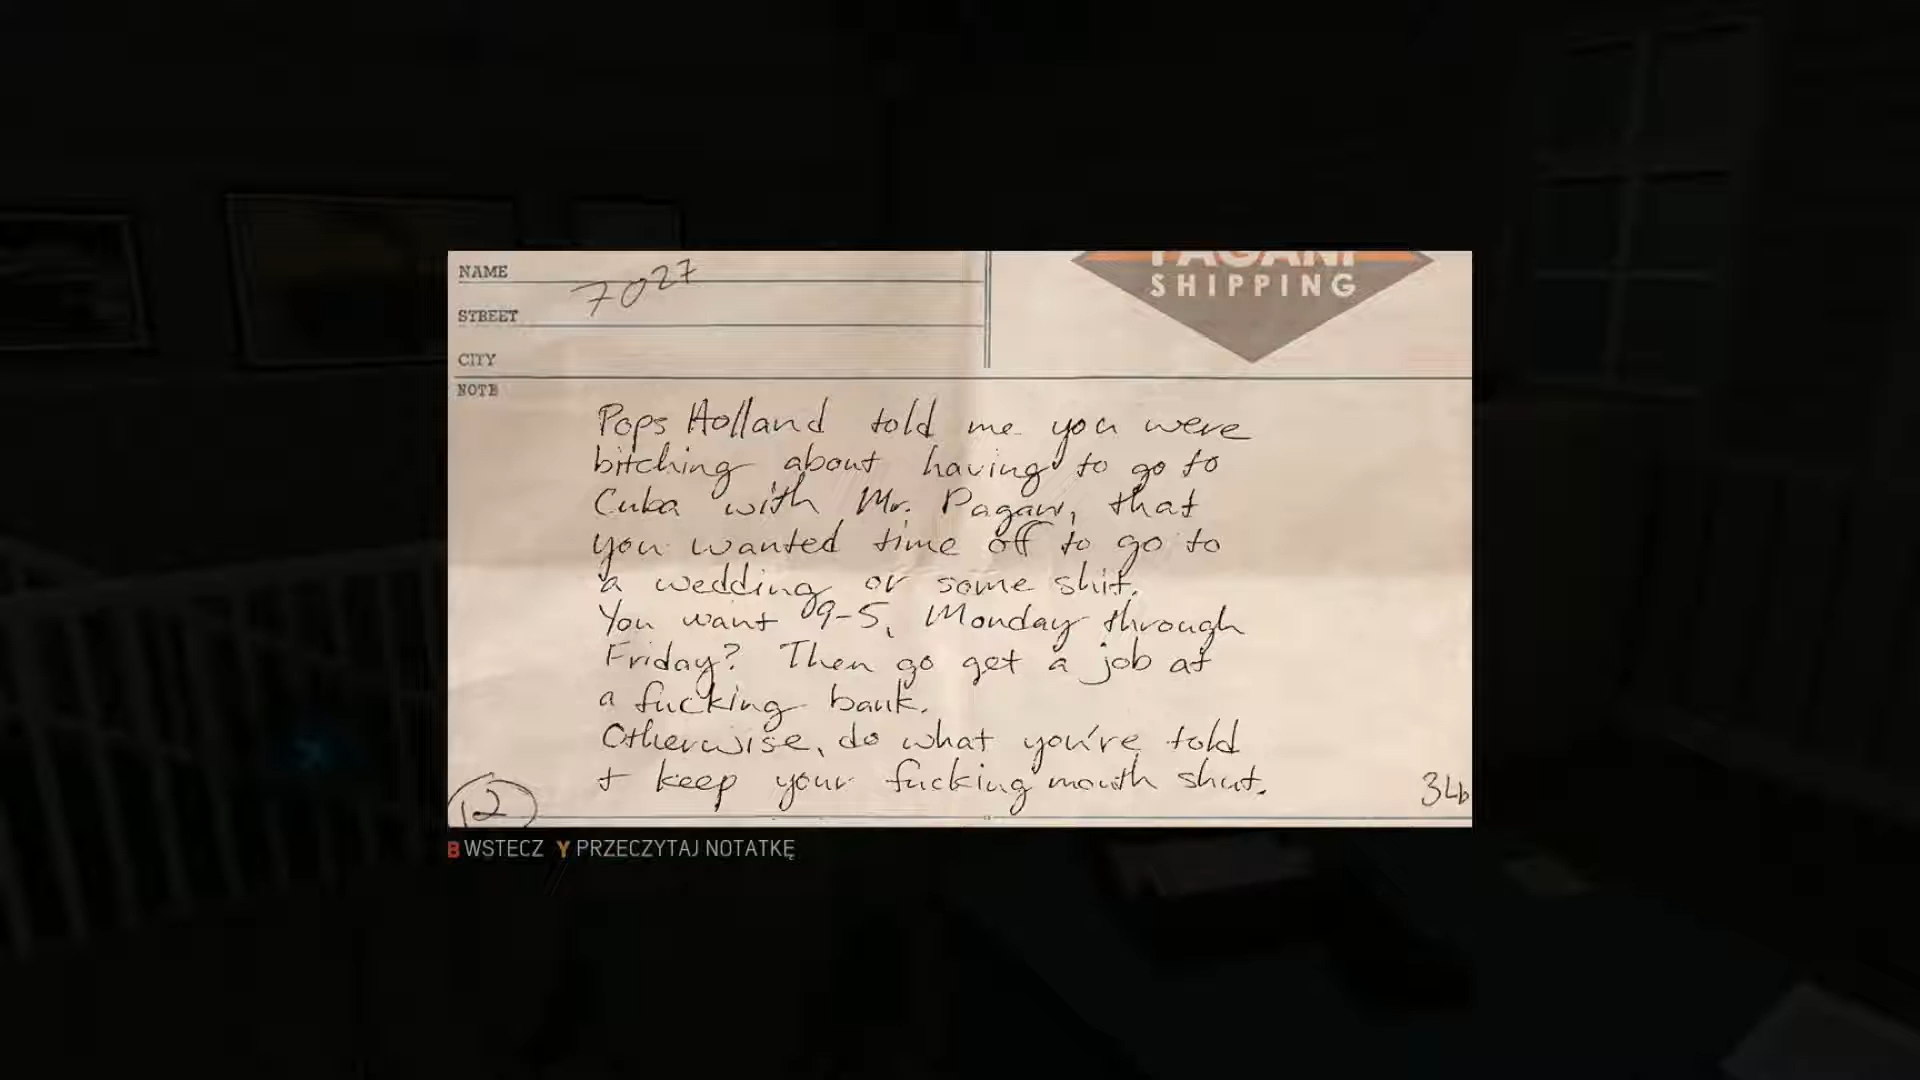 NAME
7027
STREET
CITY
PAGANI
SHIPPING
NOTE
Pops Holland told me you were
bitching about having to go to
Cuba with Mr. Pagani, that
you wanted time off to go to
a wedding or some shit.
You want 9-5, Monday through
Friday? Then go get a job at
a fucking bank.
Otherwise, do what you're told
+ keep your fucking mouth shut.
12
34b
B WSTECZ Y PRZECZYTAJ NOTATKĘ